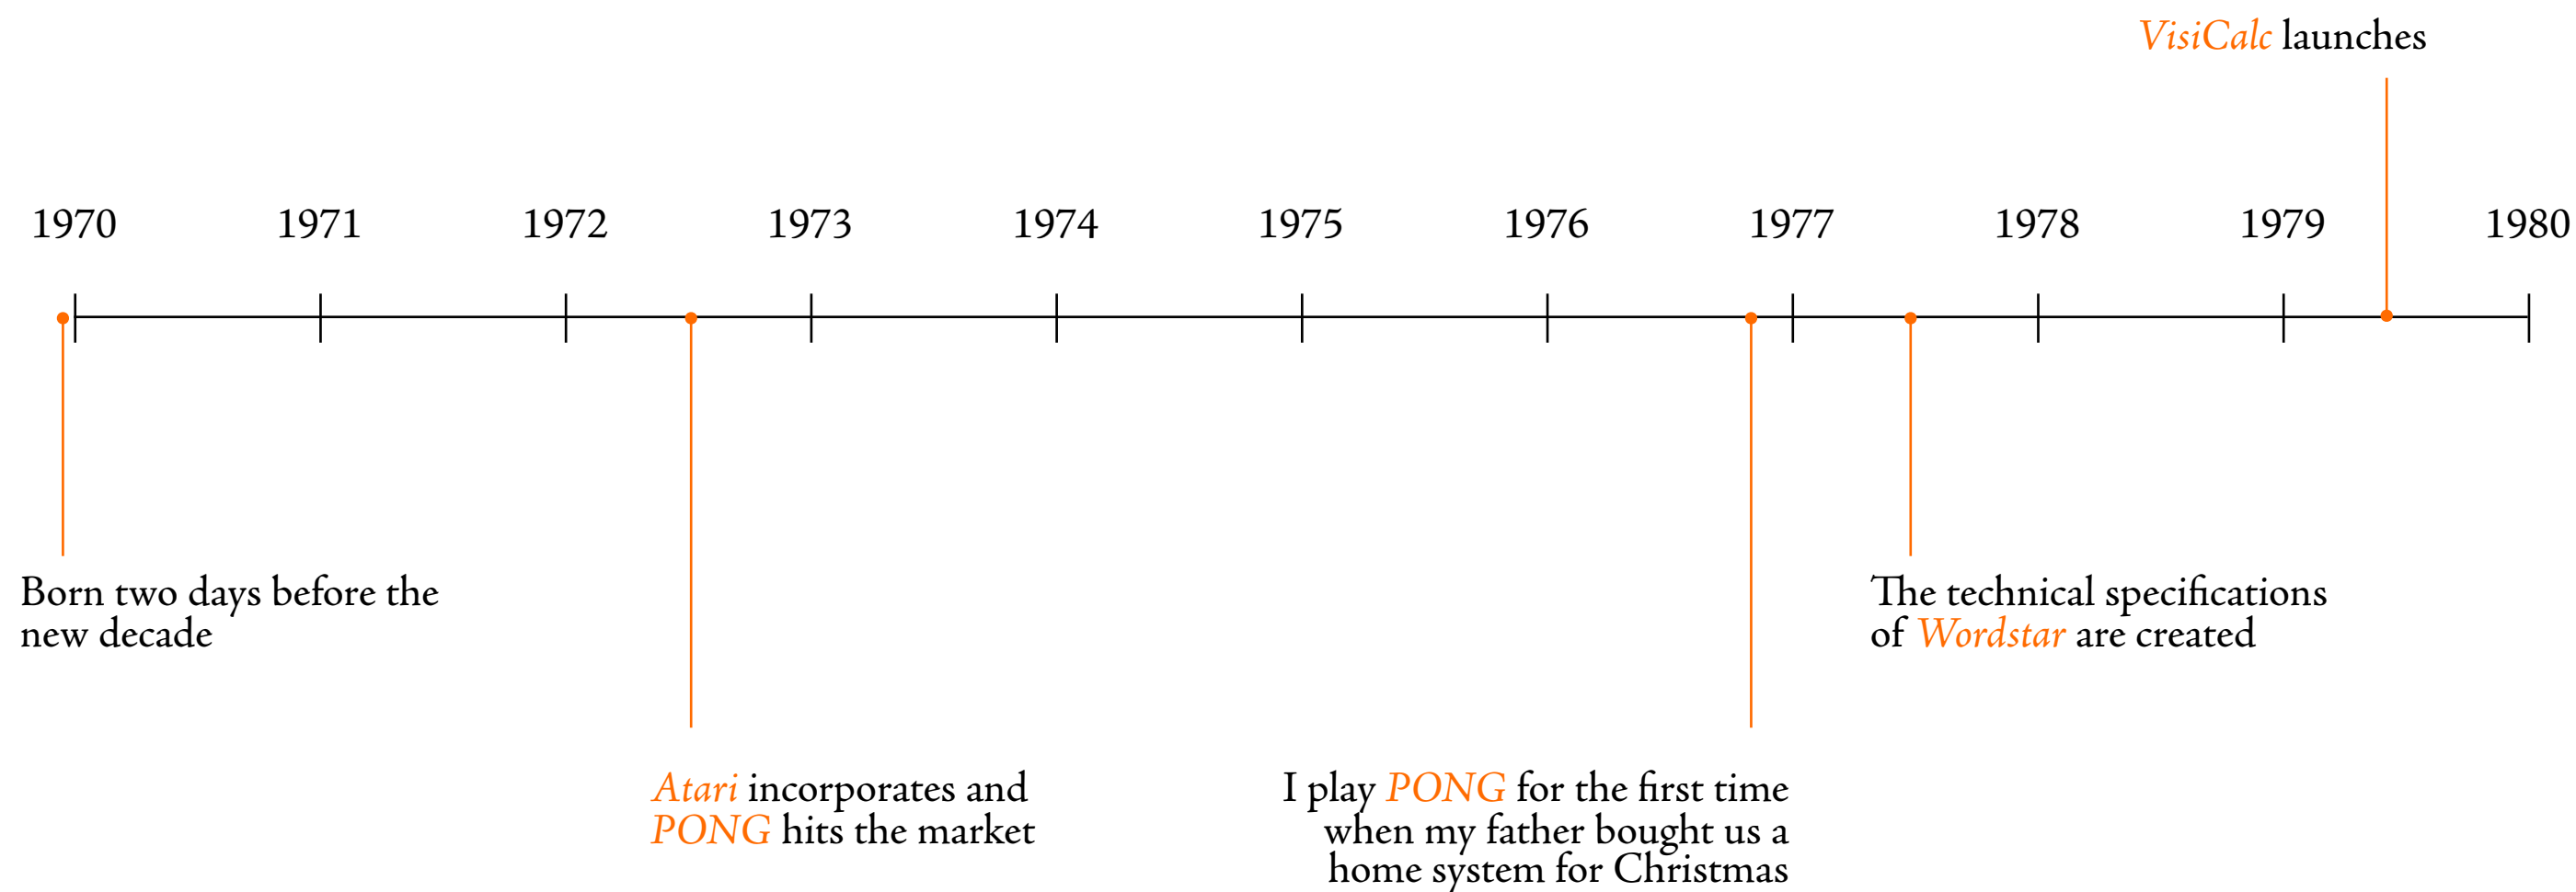 VisiCalc launches
1970 1971 1972 1973 1974 1975 1976 1977 1978 1979 1980
Born two days before the
new decade
The technical specifications
of Wordstar are created
Atari incorporates and
PONG hits the market
I play PONG for the first time
when my father bought us a
home system for Christmas